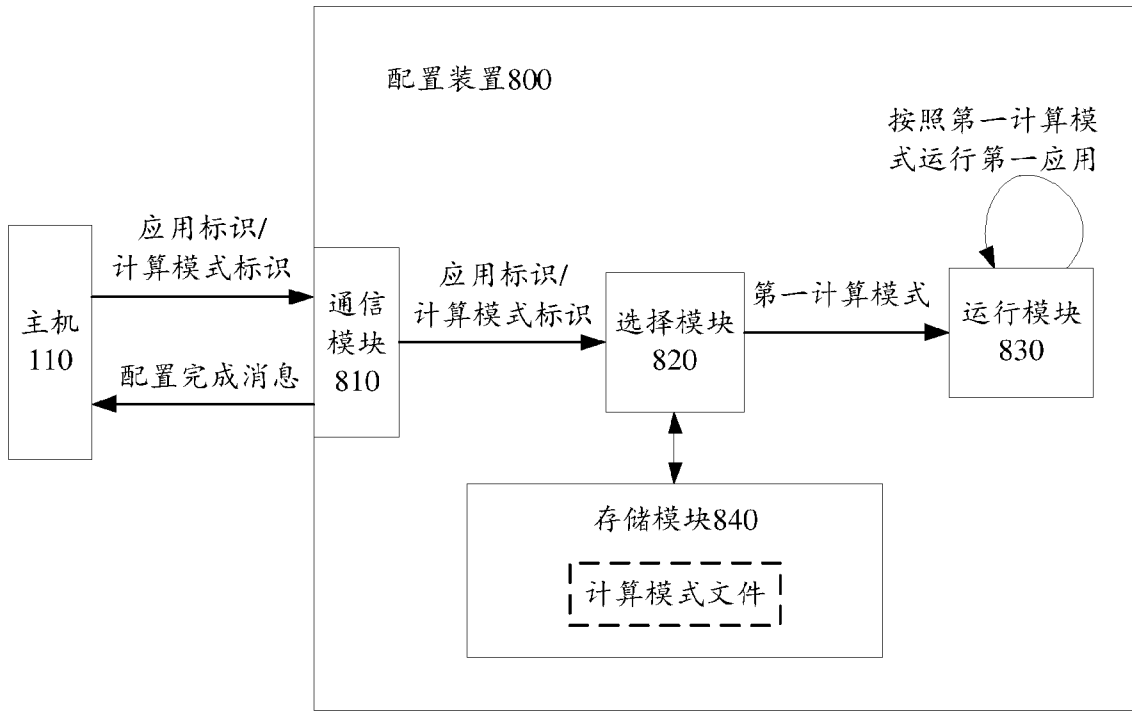 配置装置800
按照第一计算模
式运行第一应用
应用标识/
计算模式标识
主机
110
配置完成消息
通信
模块
810
应用标识/
计算模式标识
选择模块
820
第一计算模式
运行模块
830
存储模块840
计算模式文件